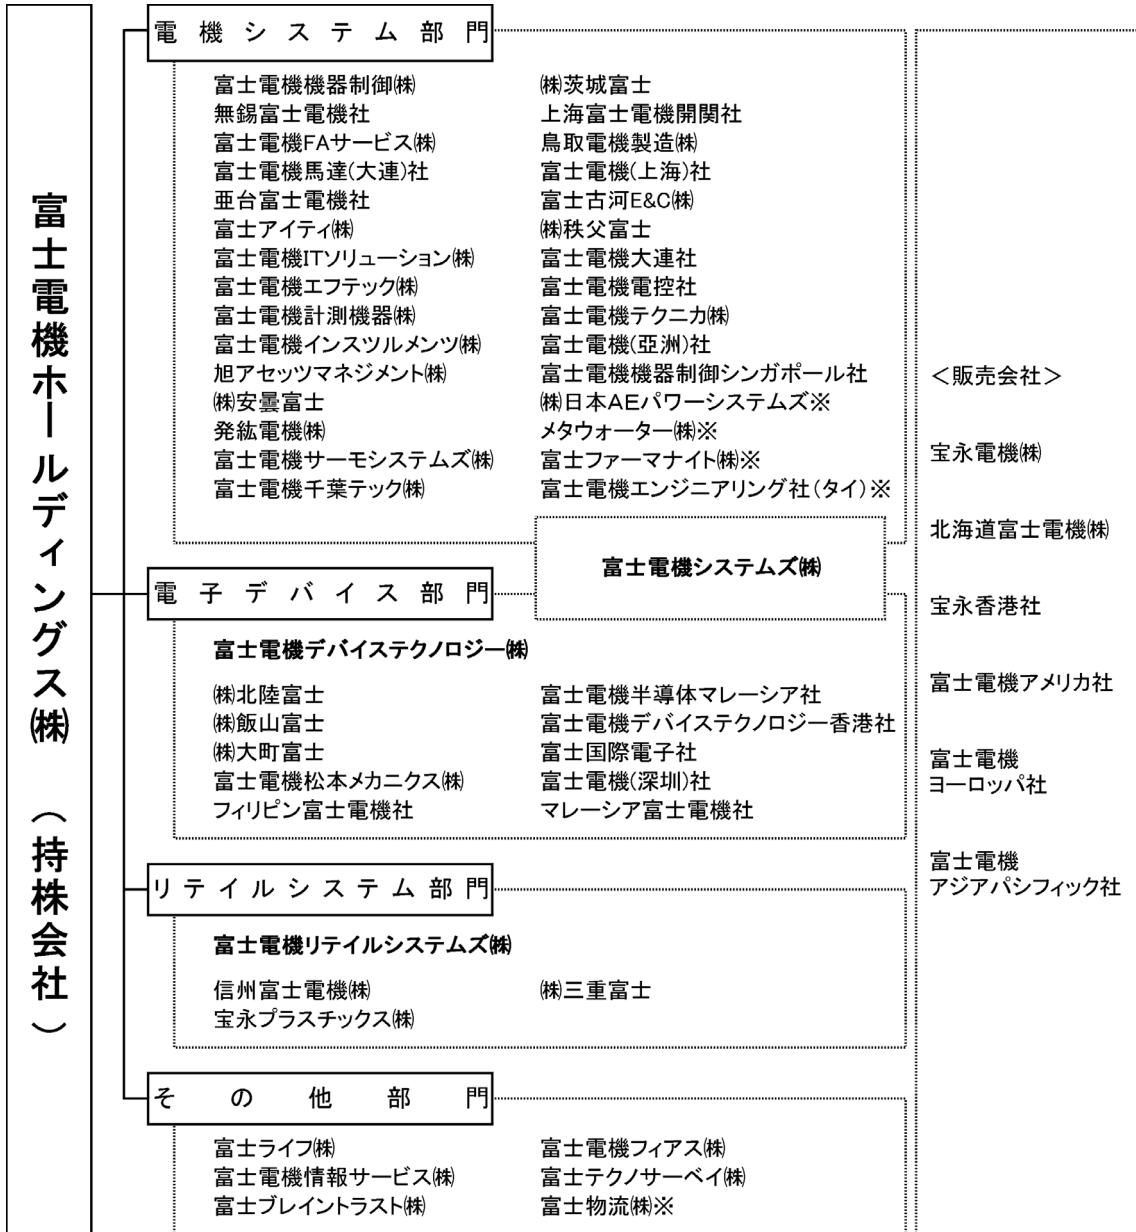 富士電機ホールディングス㈱　（持株会社）
電機システム部門
富士電機機器制御㈱
無錫富士電機社
富士電機FAサービス㈱
富士電機馬達(大連)社
亜台富士電機社
富士アイティ㈱
富士電機ITソリューション㈱
富士電機エフテック㈱
富士電機計測機器㈱
富士電機インスツルメンツ㈱
旭アセッツマネジメント㈱
㈱安曇富士
発紘電機㈱
富士電機サーモシステムズ㈱
富士電機千葉テック㈱
㈱茨城富士
上海富士電機開関社
鳥取電機製造㈱
富士電機(上海)社
富士古河E&C㈱
㈱秩父富士
富士電機大連社
富士電機電控社
富士電機テクニカ㈱
富士電機(亞洲)社
富士電機機器制御シンガポール社
㈱日本AEパワーシステムズ※
メタウォーター㈱※
富士ファーマナイト㈱※
富士電機エンジニアリング社（タイ）※
富士電機システムズ㈱
電子デバイス部門
富士電機デバイステクノロジー㈱
㈱北陸富士
㈱飯山富士
㈱大町富士
富士電機松本メカニクス㈱
フィリピン富士電機社
富士電機半導体マレーシア社
富士電機デバイステクノロジー香港社
富士国際電子社
富士電機(深圳)社
マレーシア富士電機社
リテイルシステム部門
富士電機リテイルシステムズ㈱
信州富士電機㈱
宝永プラスチックス㈱
㈱三重富士
その他部門
富士ライフ㈱
富士電機情報サービス㈱
富士ブレイントラスト㈱
富士電機フィアス㈱
富士テクノサーベイ㈱
富士物流㈱※
＜販売会社＞
宝永電機㈱
北海道富士電機㈱
宝永香港社
富士電機アメリカ社
富士電機
ヨーロッパ社
富士電機
アジアパシフィック社